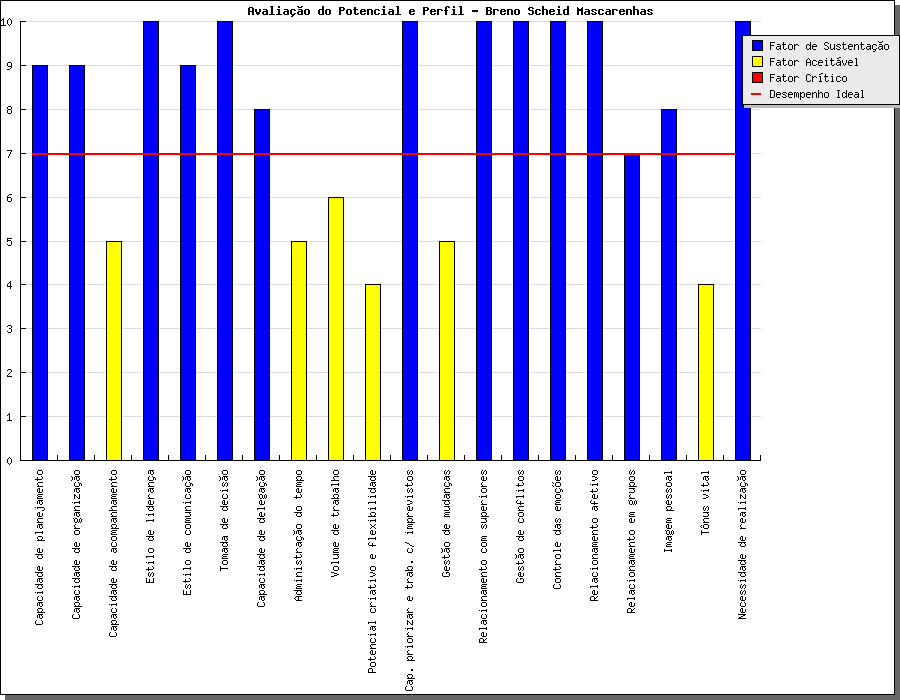 Avaliação do Potencial e Perfil - Breno Scheid Mascarenhas
Fator de Sustentação
Fator Aceitável
Fator Crítico
Desempenho Ideal
10
9
8
7
6
5
4
3
2
1
0
Capacidade de planejamento
Capacidade de organização
Capacidade de acompanhamento
Estilo de liderança
Estilo de comunicação
Tomada de decisão
Capacidade de delegação
Administração do tempo
Volume de trabalho
Potencial criativo e flexibilidade
Cap. priorizar e trab. c/ imprevistos
Gestão de mudanças
Relacionamento com superiores
Gestão de conflitos
Controle das emoções
Relacionamento afetivo
Relacionamento em grupos
Imagem pessoal
Tônus vital
Necessidade de realização